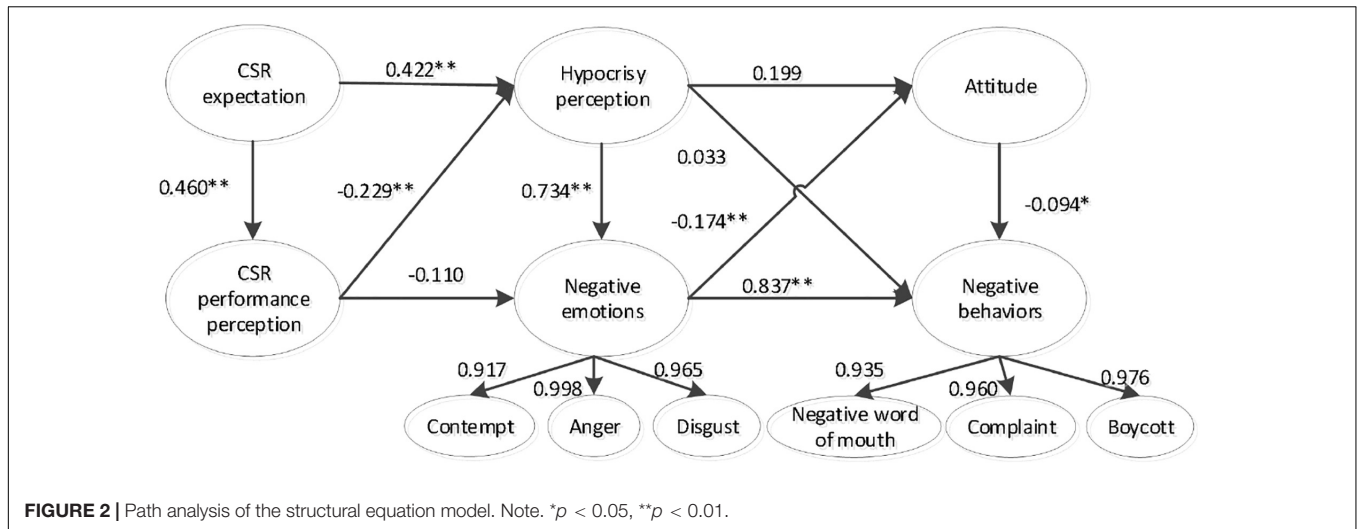 CSR
expectation
0.422**
Hypocrisy
perception
0.199
Attitude
0.460**
-0.229**
0.734**
0.033
-0.174**
-0.094*
CSR
performance
perception
-0.110
Negative
emotions
0.837**
Negative
behaviors
0.917
0.998
0.965
0.935
0.960
0.976
Contempt
Anger
Disgust
Negative word
of mouth
Complaint
Boycott
FIGURE 2 | Path analysis of the structural equation model. Note. *p < 0.05, **p < 0.01.